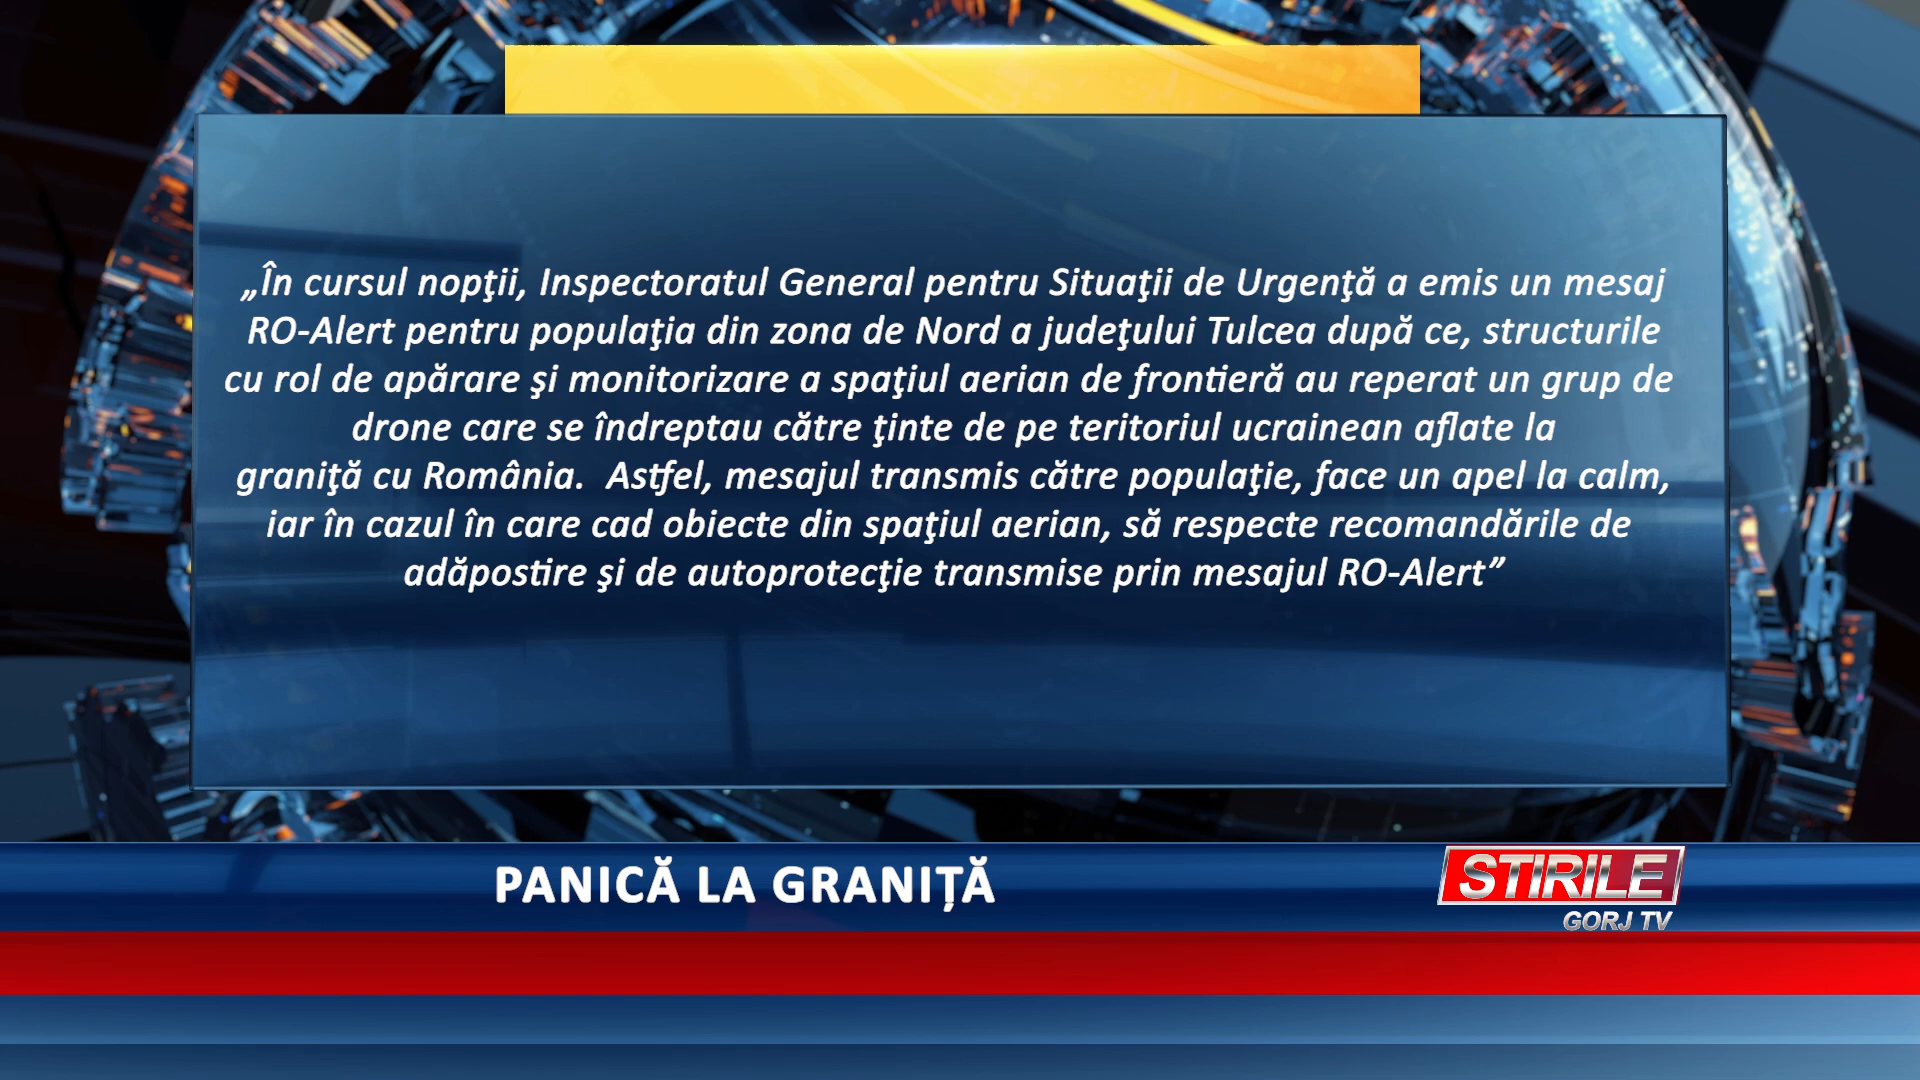 „În cursul nopţii, Inspectoratul General pentru Situaţii de Urgenţă a emis un mesaj
RO-Alert pentru populaţia din zona de Nord a judeţului Tulcea după ce, structurile
cu rol de apărare şi monitorizare a spaţiul aerian de frontieră au reperat un grup de
drone care se îndreptau către ţinte de pe teritoriul ucrainean aflate la
graniţă cu România.  Astfel, mesajul transmis către populaţie, face un apel la calm,
iar în cazul în care cad obiecte din spaţiul aerian, să respecte recomandările de
adăpostire şi de autoprotecţie transmise prin mesajul RO-Alert”
PANICĂ LA GRANIȚĂ
STIRILE
GORJ TV